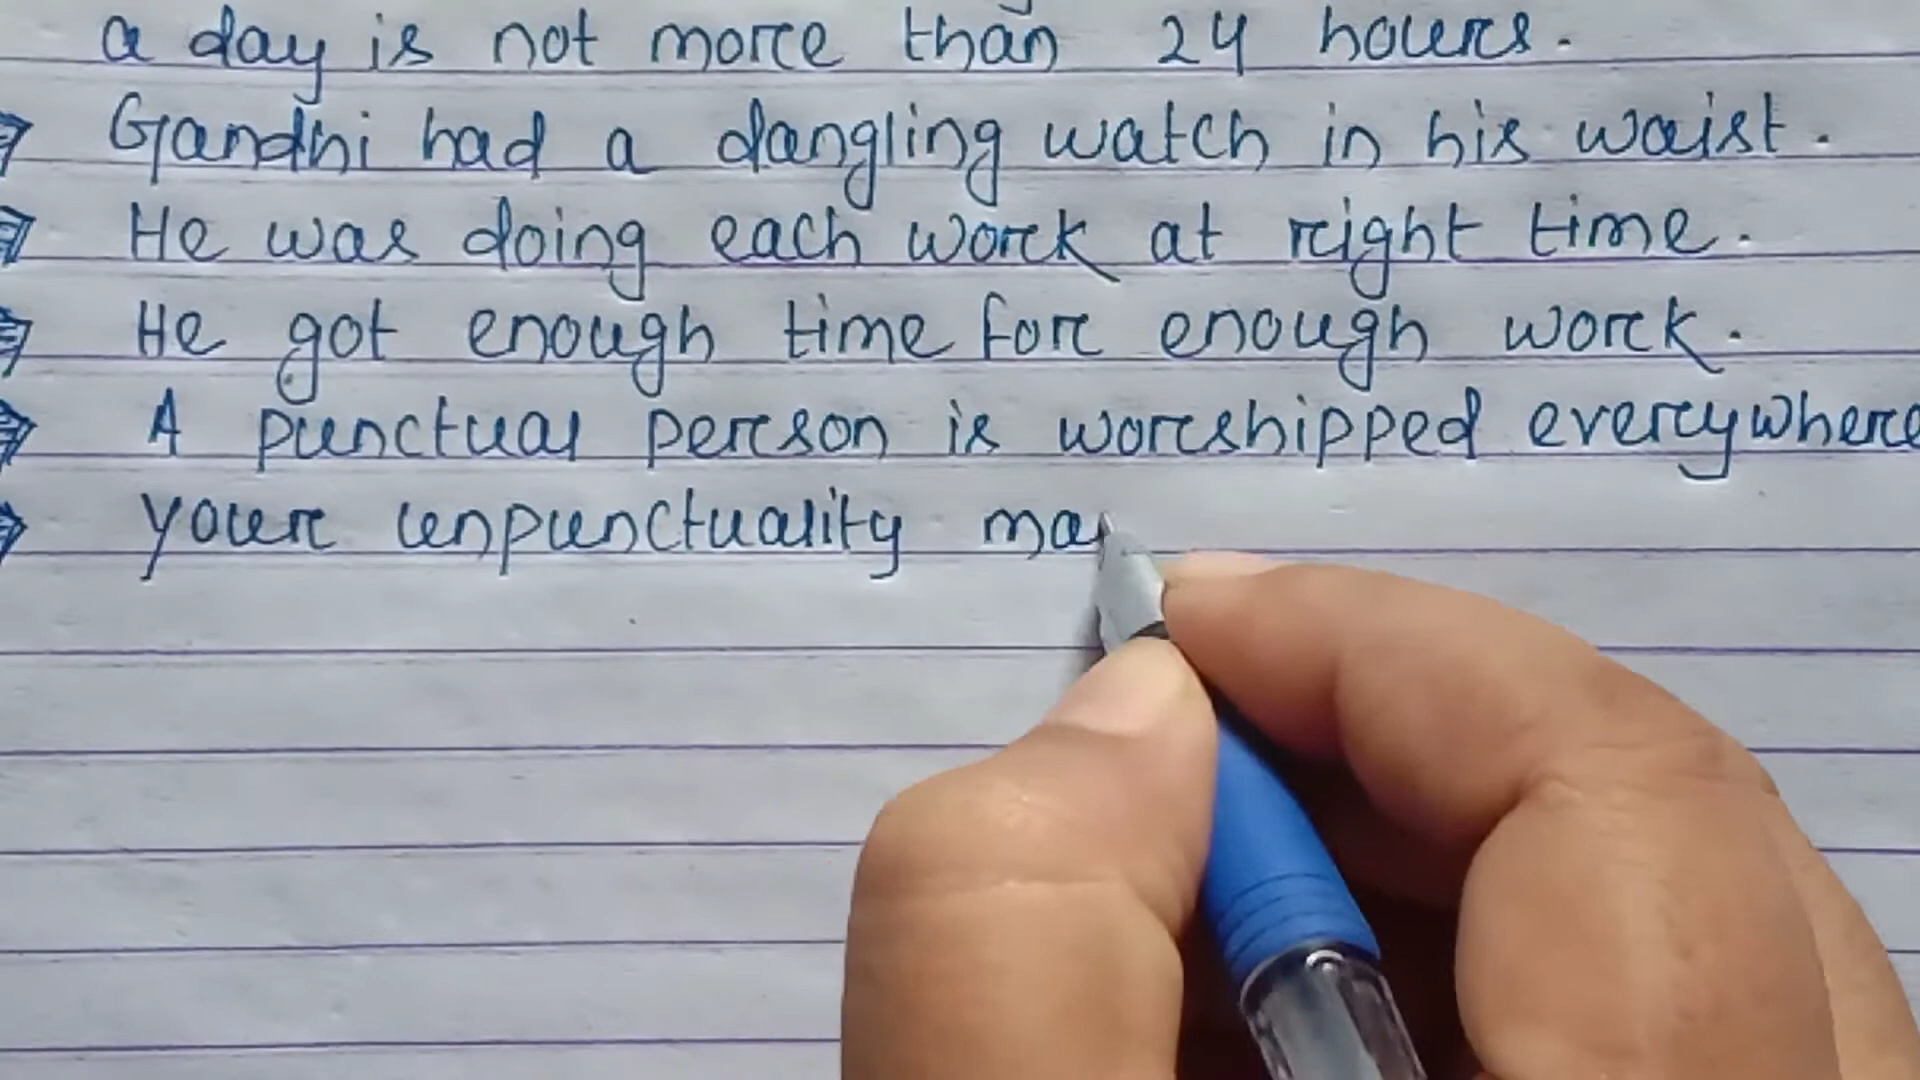 a day is not more than 24 hours.
Gandhi had a dangling watch in his waist.
He was doing each work at right time.
He got enough time for enough work.
A punctual person is worshipped everywhere
your unpunctuality